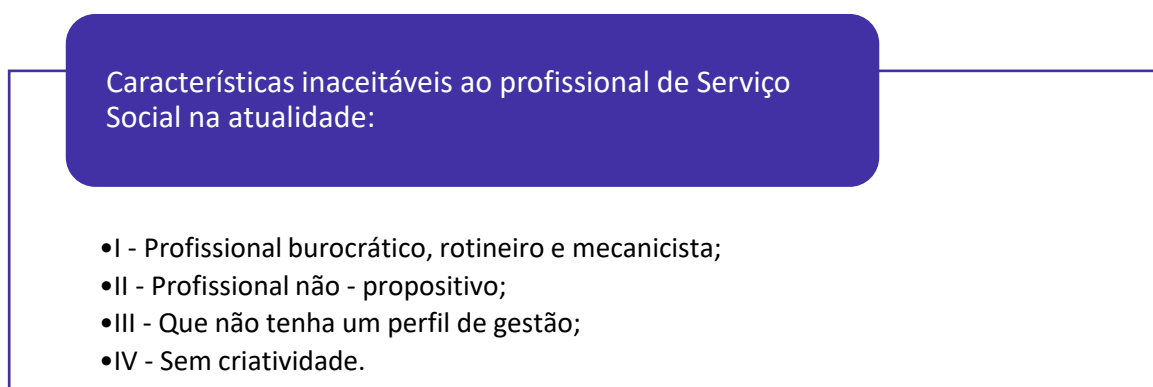 Características inaceitáveis ao profissional de Serviço
Social na atualidade:
•I - Profissional burocrático, rotineiro e mecanicista;
•II - Profissional não - propositivo;
•III - Que não tenha um perfil de gestão;
•IV - Sem criatividade.